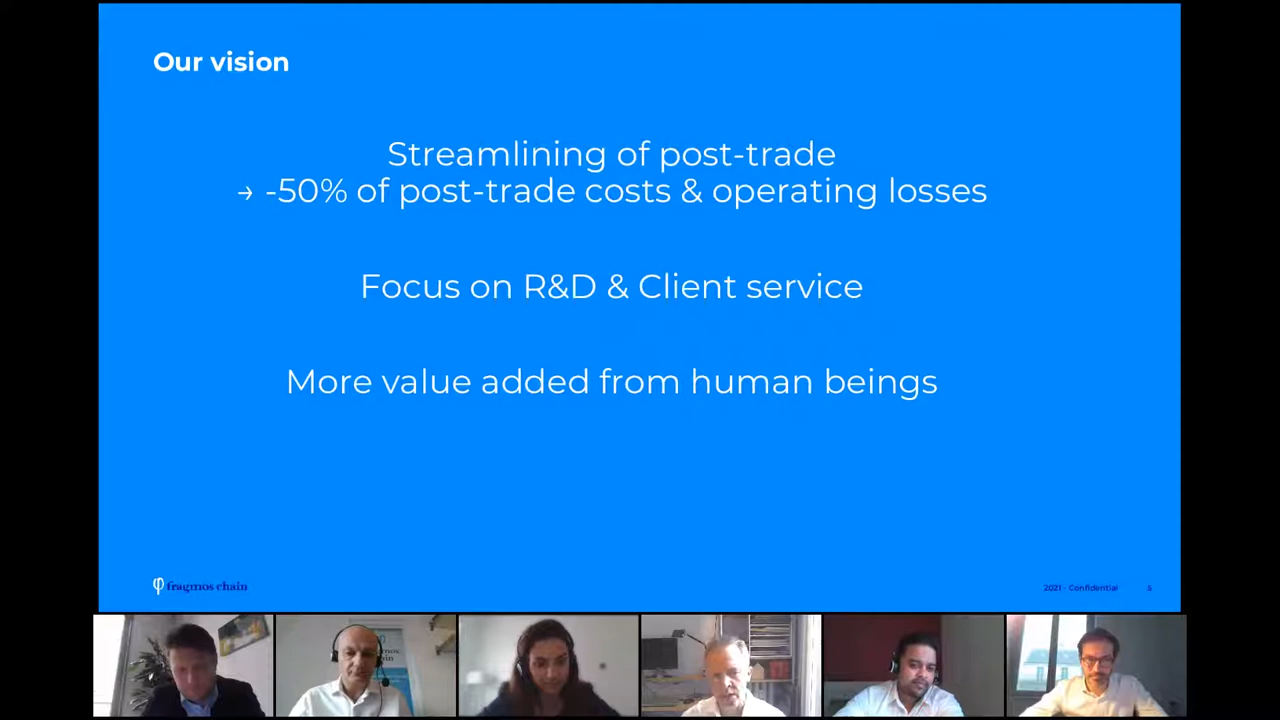 Our vision
Streamlining of post-trade
→ -50% of post-trade costs & operating losses
Focus on R&D & Client service
More value added from human beings
φ fragmos chain
2021 - Confidential 5